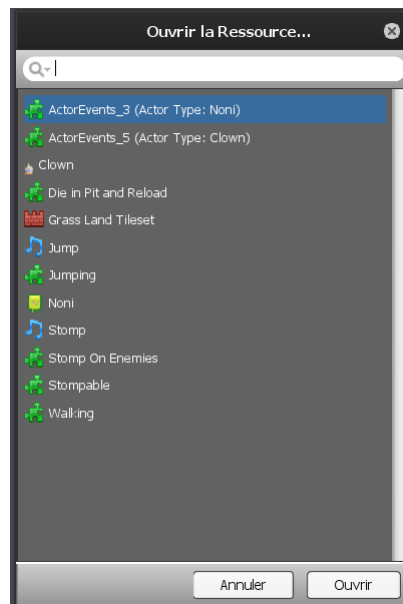 Ouvrir la Ressource...
ActorEvents_3 (Actor Type: Noni)
ActorEvents_5 (Actor Type: Clown)
Clown
Die in Pit and Reload
Grass Land Tileset
Jump
Jumping
Noni
Stomp
Stomp On Enemies
Stompable
Walking
Annuler
Ouvrir